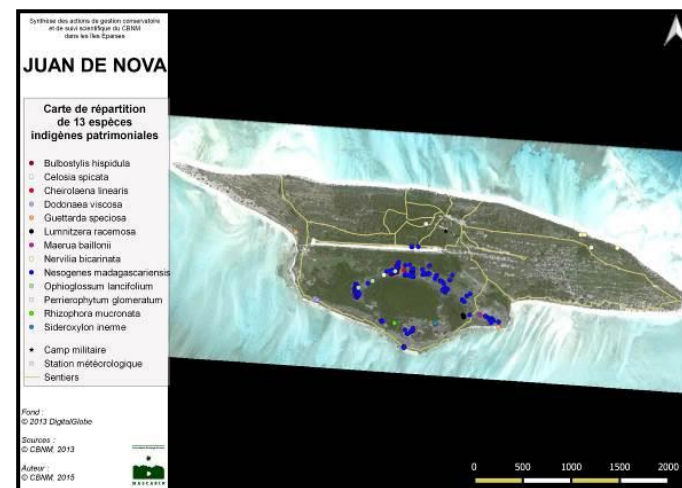 Synthèse des actions de gestion conservatoire
et de suivi scientifique du CBNM
dans les Iles Eparses
JUAN DE NOVA
Carte de répartition
de 13 espèces
indigènes patrimoniales
Bulbostylis hispidula
Celosia spicata
Cheirolaena linearis
Dodonaea viscosa
Guettarda speciosa
Lumnitzera racemosa
Maerua baillonii
Nervilia bicarinata
Nesogenes madagascariensis
Ophioglossum lancifolium
Perrierophytum glomeratum
Rhizophora mucronata
Sideroxylon inerme
Camp militaire
Station météorologique
Sentiers
Fond :
© 2013 DigitalGlobe
Sources :
© CBNM, 2013
Auteur :
© CBNM, 2015
MASCARIN
0 500 1000 1500 2000